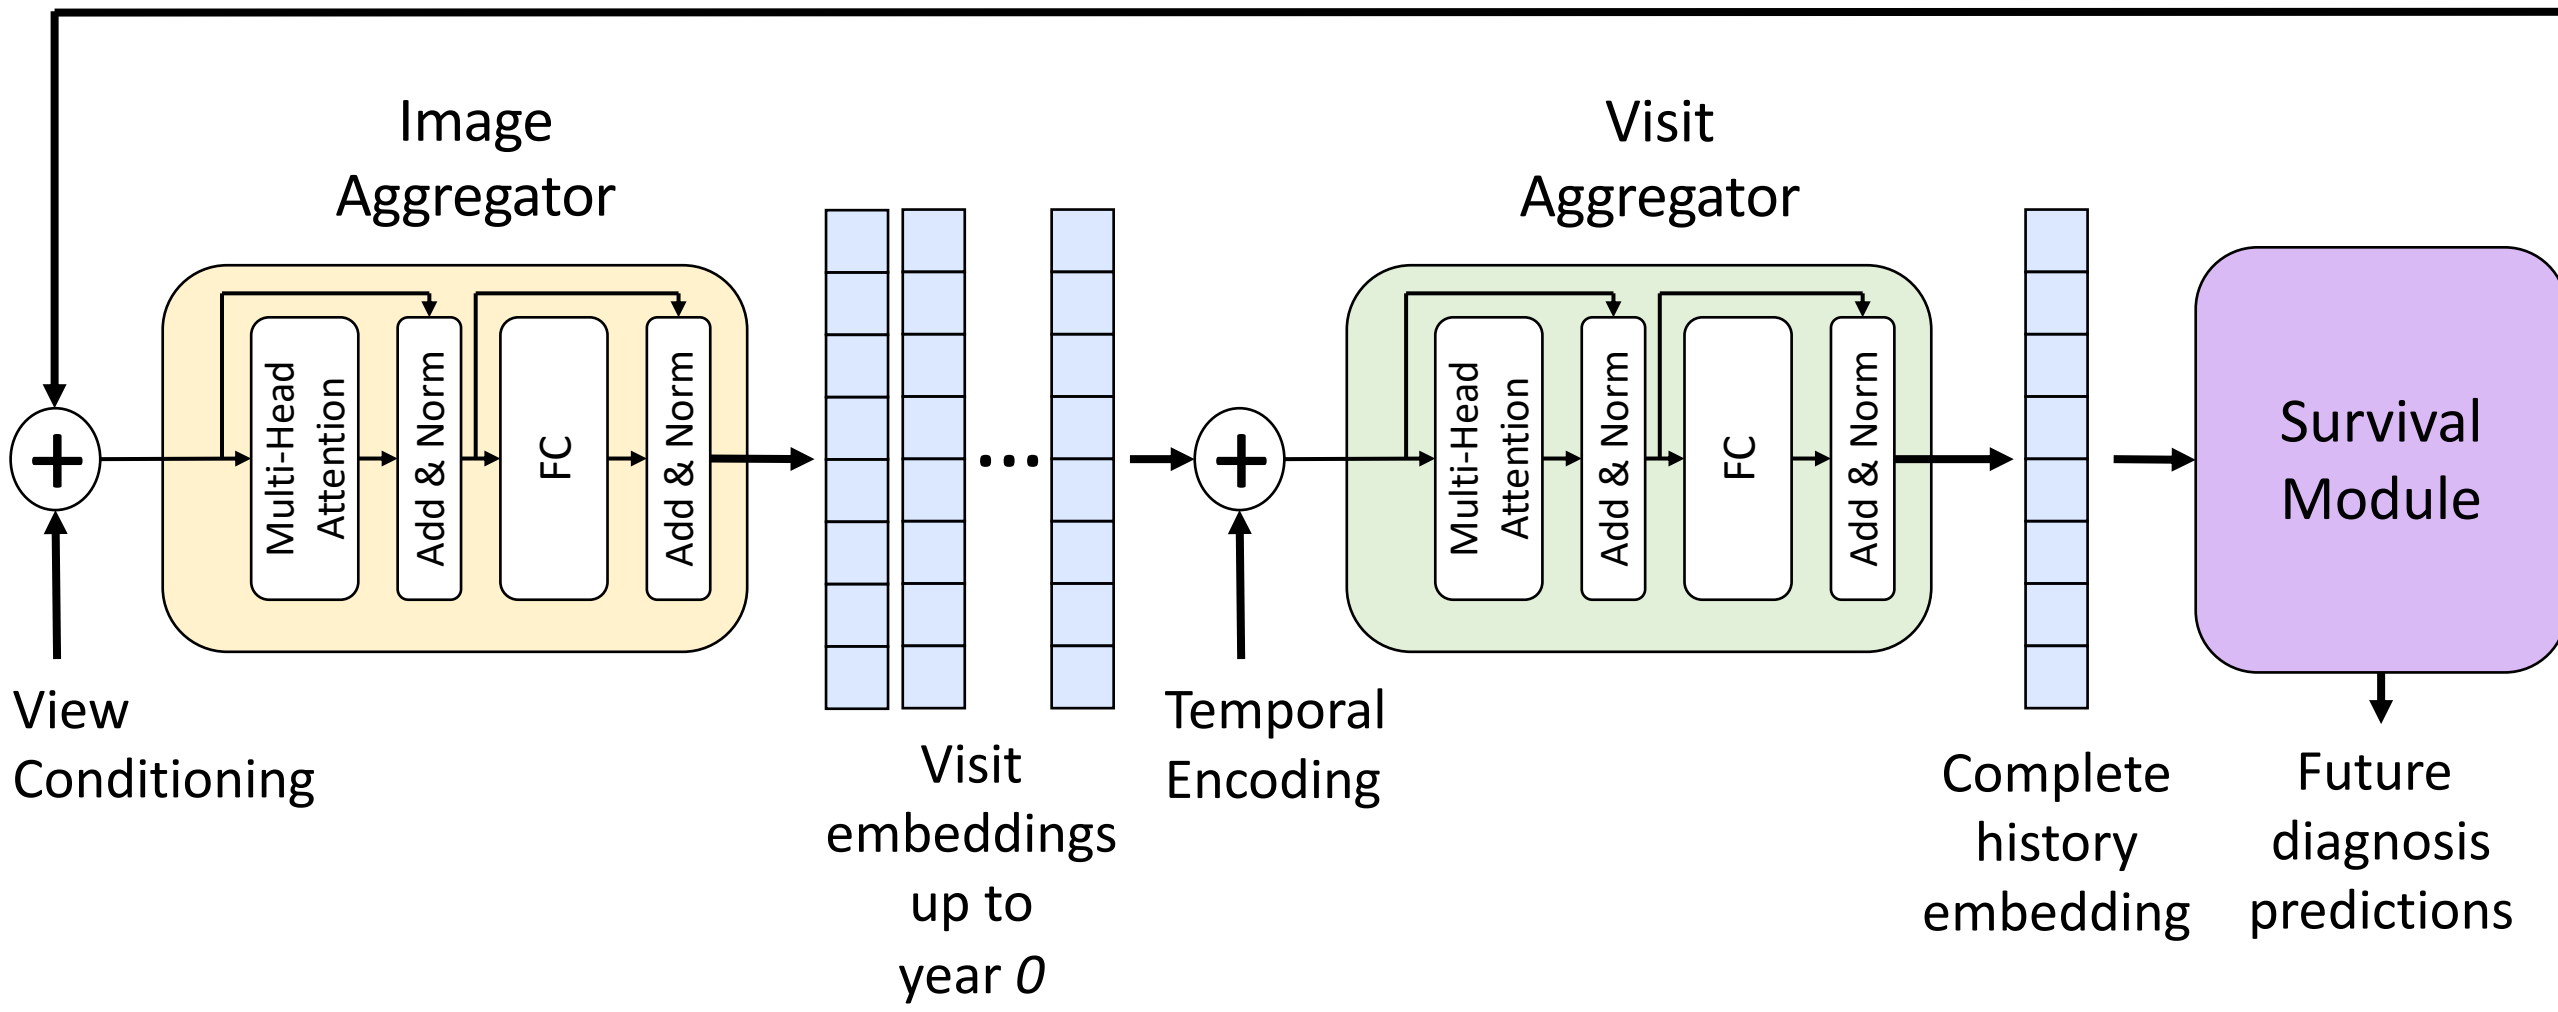 Image
Aggregator
Visit
Aggregator
+
Multi-Head
Attention
Add & Norm
FC
Add & Norm
...
+
Multi-Head
Attention
Add & Norm
FC
Add & Norm
Survival
Module
View
Conditioning
Visit
embeddings
up to
year 0
Temporal
Encoding
Complete
history
embedding
Future
diagnosis
predictions